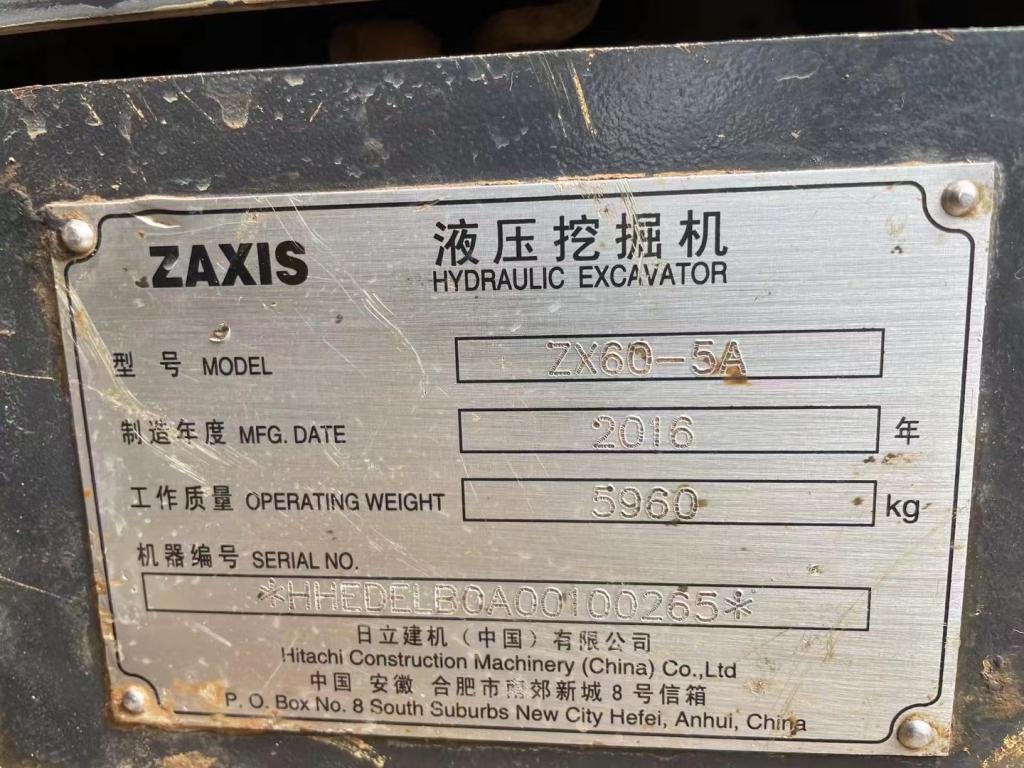 ZAXIS 液压挖掘机
HYDRAULIC EXCAVATOR
型号 MODEL ZX60-5A
制造年度 MFG. DATE 2016 年
工作质量 OPERATING WEIGHT 5960 kg
机器编号 SERIAL NO.
*HHEDELB0A00100265*
日立建机（中国）有限公司
Hitachi Construction Machinery (China) Co.,Ltd
中国 安徽 合肥市南郊新城8号信箱
P. O. Box No. 8 South Suburbs New City Hefei, Anhui, China